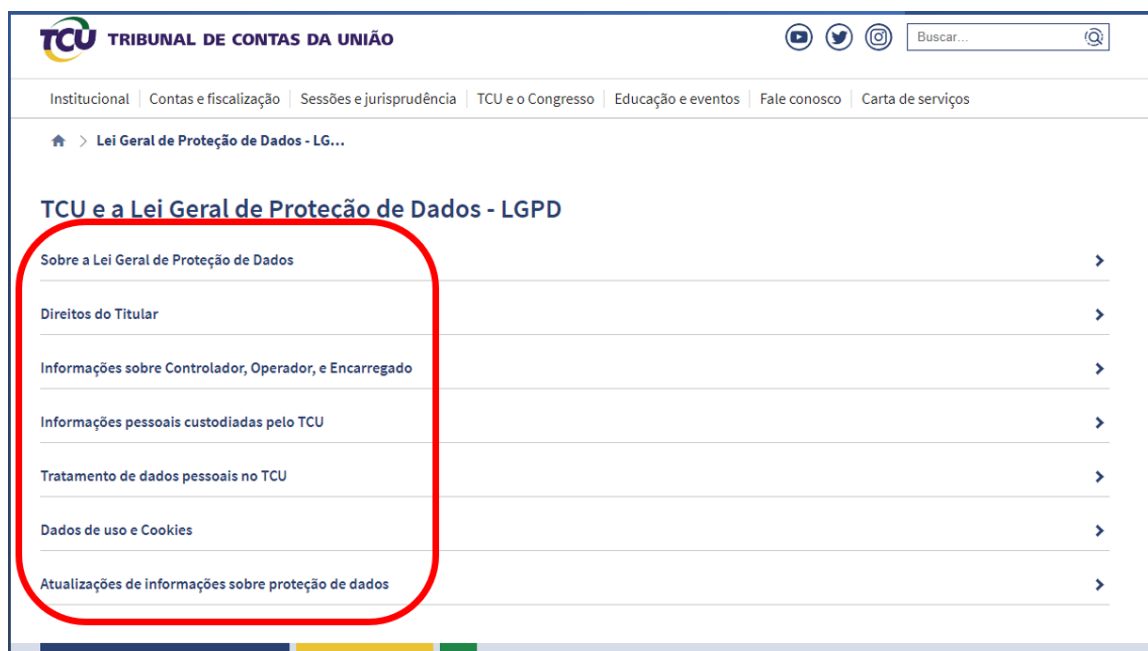 TCU TRIBUNAL DE CONTAS DA UNIÃO
Buscar...
Institucional Contas e fiscalização Sessões e jurisprudência TCU e o Congresso Educação e eventos Fale conosco Carta de serviços
> Lei Geral de Proteção de Dados - LG...
TCU e a Lei Geral de Proteção de Dados - LGPD
Sobre a Lei Geral de Proteção de Dados
Direitos do Titular
Informações sobre Controlador, Operador, e Encarregado
Informações pessoais custodiadas pelo TCU
Tratamento de dados pessoais no TCU
Dados de uso e Cookies
Atualizações de informações sobre proteção de dados